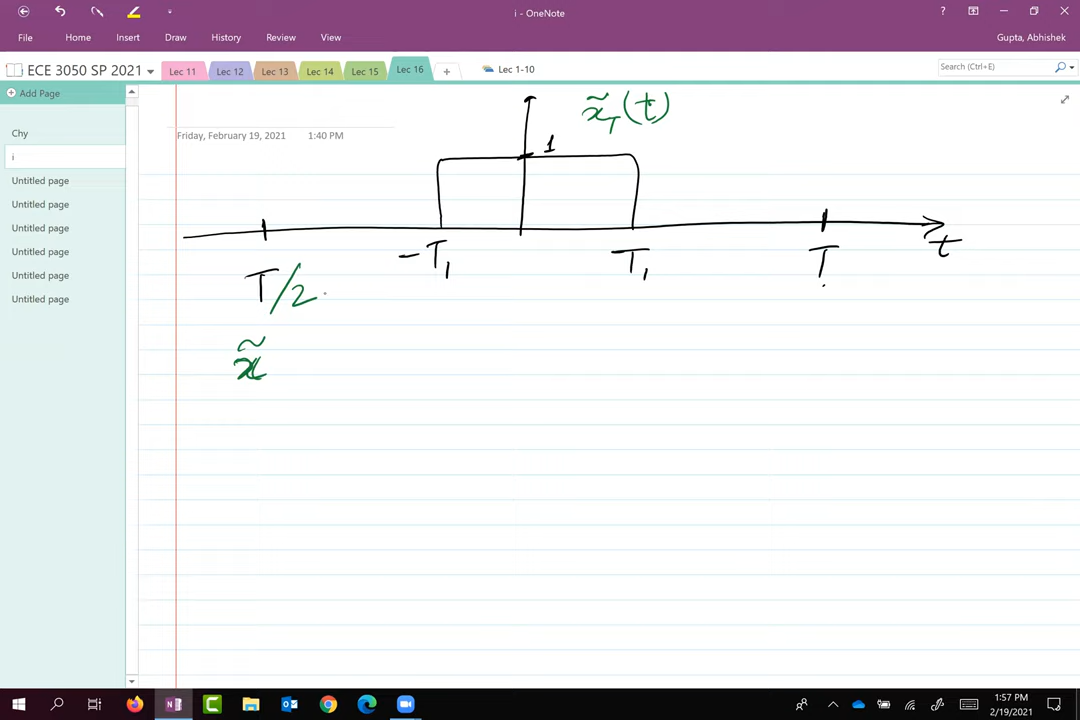 i - OneNote
Gupta, Abhishek
File Home Insert Draw History Review View
ECE 3050 SP 2021 Lec 11 Lec 12 Lec 13 Lec 14 Lec 15 Lec 16 + Lec 1-10
Search (Ctrl+E)
Add Page
Chy
i
Untitled page
Untitled page
Untitled page
Untitled page
Untitled page
Untitled page
Friday, February 19, 2021 1:40 PM
x̃_T(t)
1
-T₁ T₁ T t
T/2
x̃
1:57 PM
2/19/2021